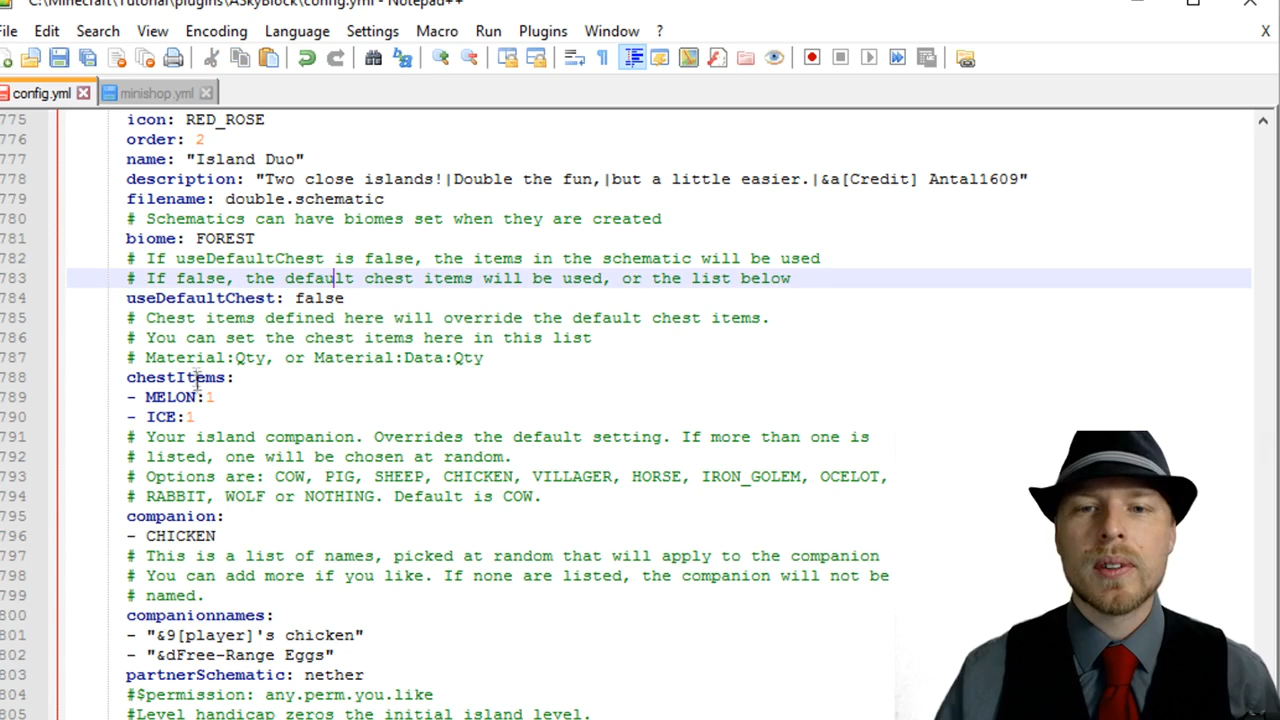 C:\Minecraft\Tutorial\plugins\ASkyBlock\config.yml - Notepad++
File Edit Search View Encoding Language Settings Macro Run Plugins Window ? X
config.yml minishop.yml
775 icon: RED_ROSE
776 order: 2
777 name: "Island Duo"
778 description: "Two close islands!|Double the fun,|but a little easier.|&a[Credit] Antal1609"
779 filename: double.schematic
780 # Schematics can have biomes set when they are created
781 biome: FOREST
782 # If useDefaultChest is false, the items in the schematic will be used
783 # If false, the default chest items will be used, or the list below
784 useDefaultChest: false
785 # Chest items defined here will override the default chest items.
786 # You can set the chest items here in this list
787 # Material:Qty, or Material:Data:Qty
788 chestItems:
789 - MELON:1
790 - ICE:1
791 # Your island companion. Overrides the default setting. If more than one is
792 # listed, one will be chosen at random.
793 # Options are: COW, PIG, SHEEP, CHICKEN, VILLAGER, HORSE, IRON_GOLEM, OCELOT,
794 # RABBIT, WOLF or NOTHING. Default is COW.
795 companion:
796 - CHICKEN
797 # This is a list of names, picked at random that will apply to the companion
798 # You can add more if you like. If none are listed, the companion will not be
799 # named.
800 companionnames:
801 - "&9[player]'s chicken"
802 - "&dFree-Range Eggs"
803 partnerSchematic: nether
804 #$permission: any.perm.you.like
805 #Level handicap zeros the initial island level.